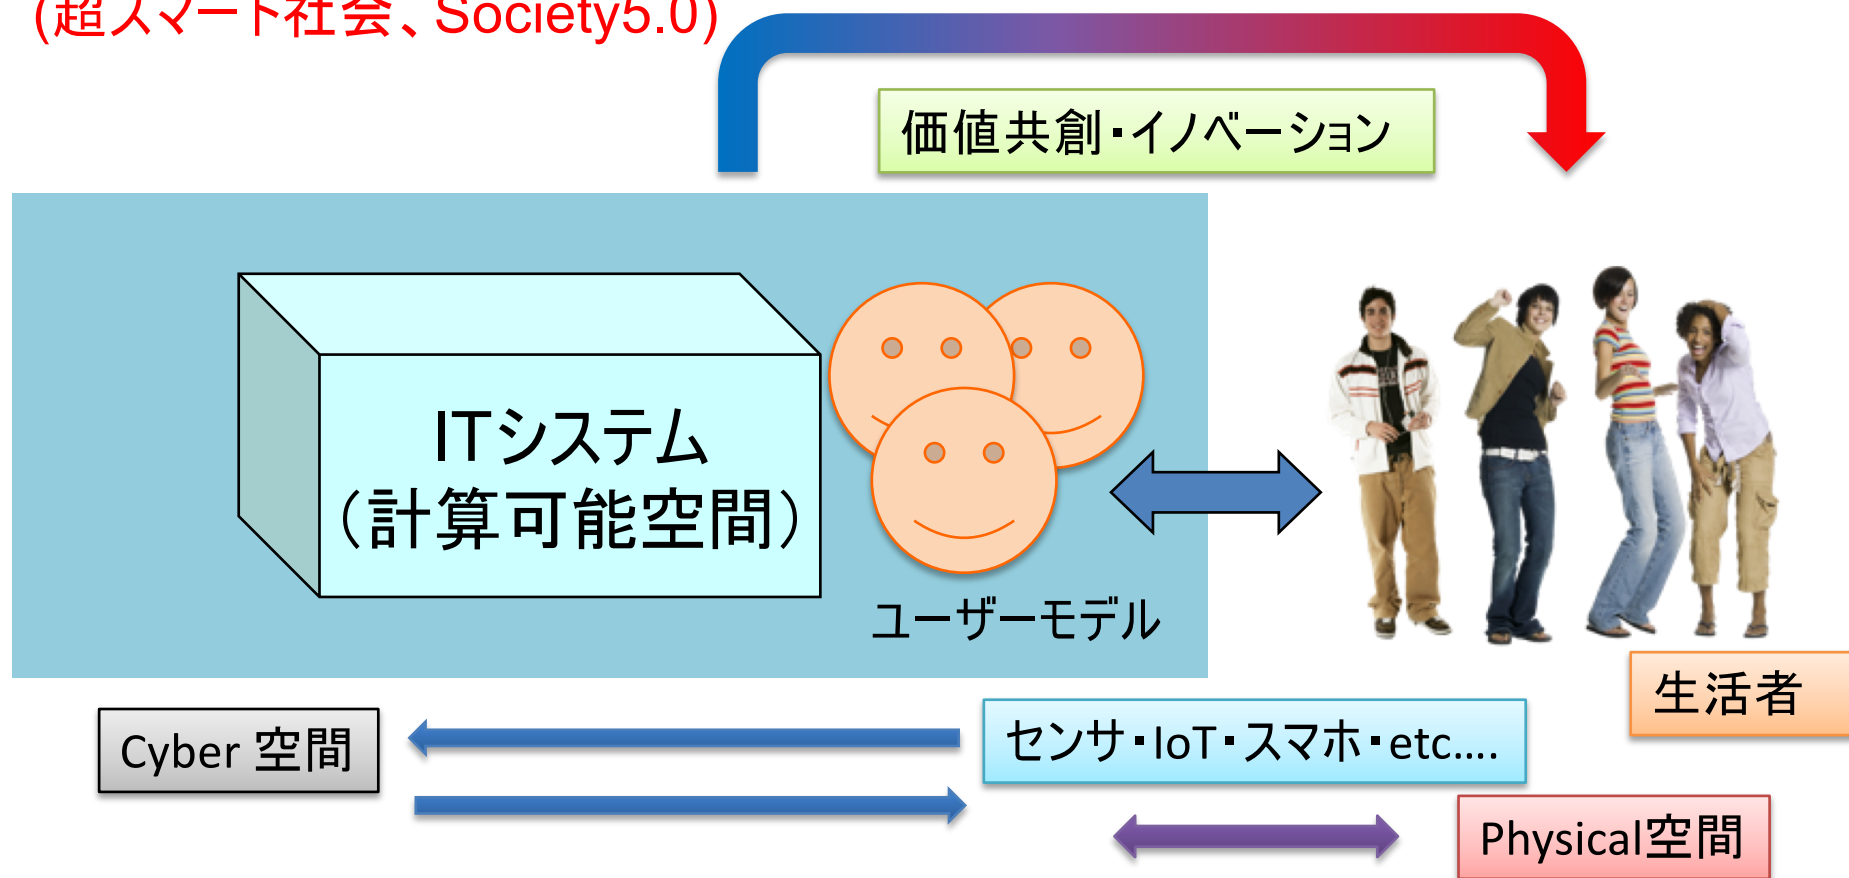 (超スマート社会、Society5.0)
価値共創・イノベーション
ITシステム
（計算可能空間）
ユーザーモデル
生活者
Cyber 空間
センサ・IoT・スマホ・etc....
Physical空間